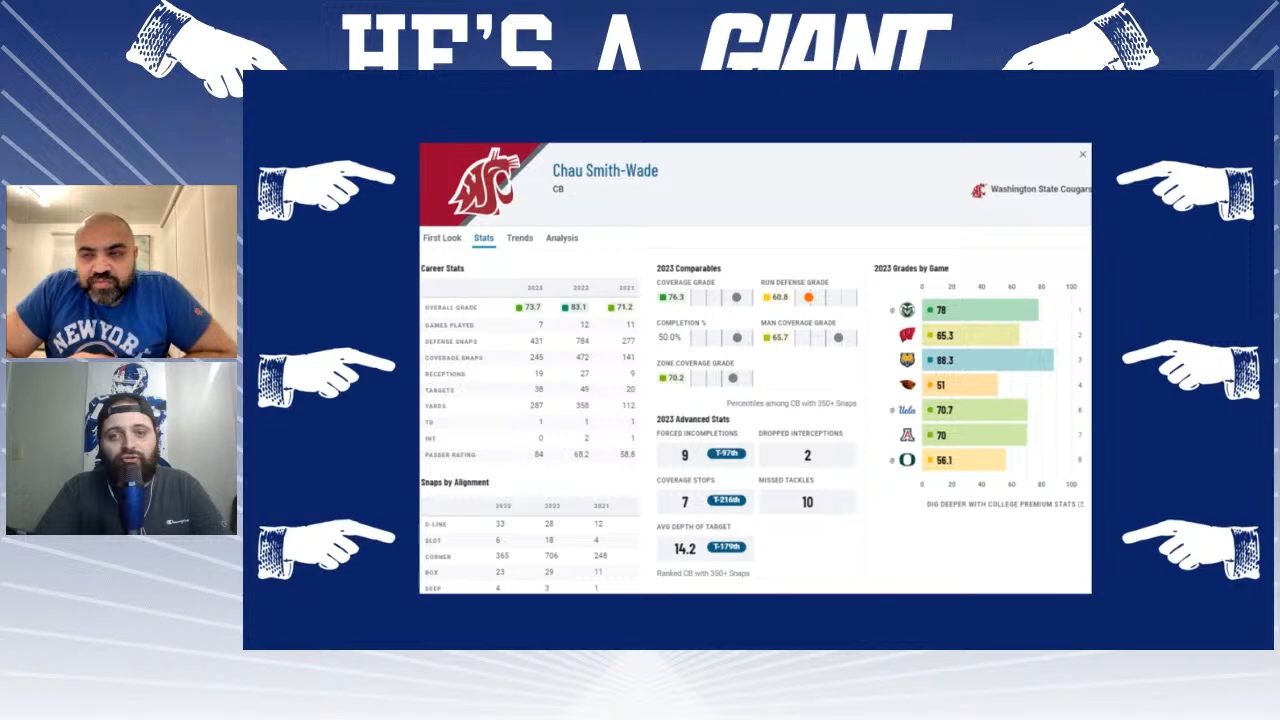 HE'S A GIANT
Chau Smith-Wade
CB
Washington State Cougars
First Look Stats Trends Analysis
Career Stats
2023 2022 2021
OVERALL GRADE 73.7 83.1 71.2
GAMES PLAYED 7 12 11
DEFENSE SNAPS 431 784 277
COVERAGE SNAPS 245 472 141
RECEPTIONS 19 27 9
TARGETS 38 49 20
YARDS 287 358 112
TD 1 1 1
INT 0 2 1
PASSER RATING 84 68.2 58.8
Snaps by Alignment
2023 2022 2021
D-LINE 33 28 12
SLOT 6 18 4
CORNER 365 706 248
BOX 23 29 11
DEEP 4 3 1
2023 Comparables
COVERAGE GRADE RUN DEFENSE GRADE
76.3 60.8
COMPLETION % MAN COVERAGE GRADE
50.0% 65.7
ZONE COVERAGE GRADE
70.2
Percentiles among CB with 350+ Snaps
2023 Advanced Stats
FORCED INCOMPLETIONS DROPPED INTERCEPTIONS
9 T-97th 2
COVERAGE STOPS MISSED TACKLES
7 T-216th 10
AVG DEPTH OF TARGET
14.2 T-179th
Ranked CB with 350+ Snaps
2023 Grades by Game
0 20 40 60 80 100
@ 78 1
65.3 2
88.3 3
51 4
@ Ucla 70.7 6
A 70 7
@ 56.1 8
0 20 40 60 80 100
DIG DEEPER WITH COLLEGE PREMIUM STATS
NEW YORK